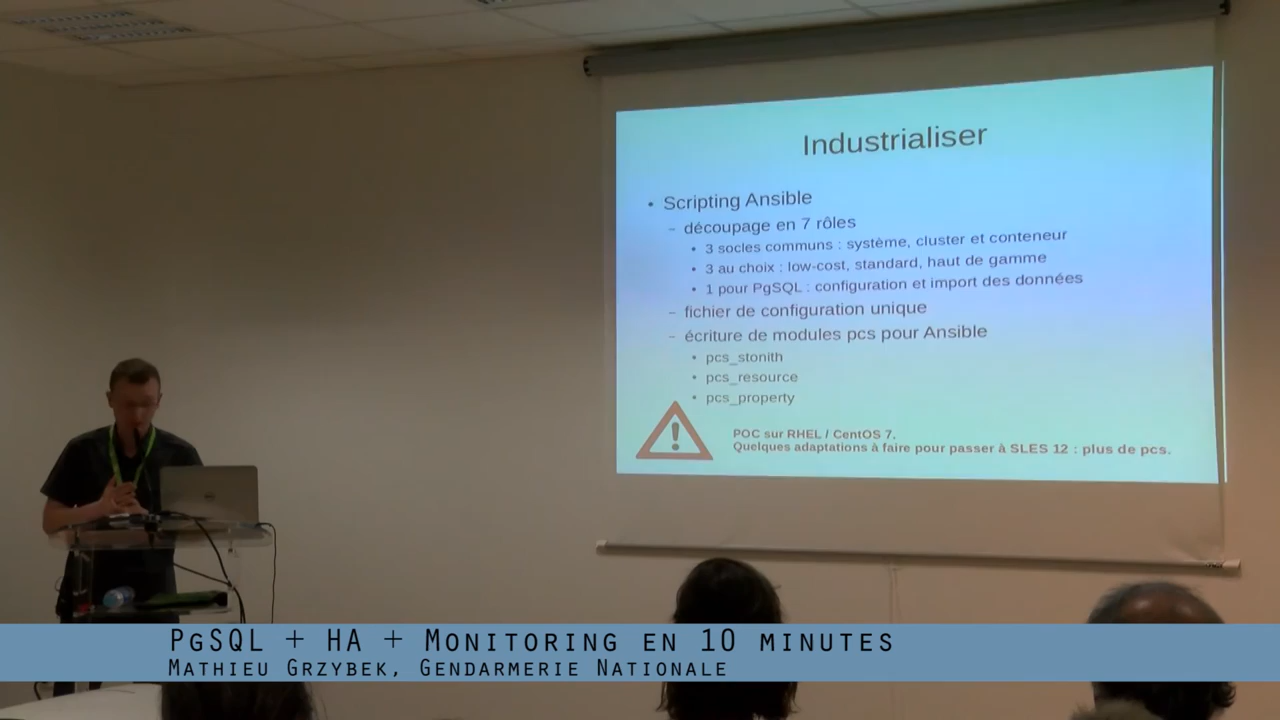 Industrialiser
• Scripting Ansible
– découpage en 7 rôles
• 3 socles communs : système, cluster et conteneur
• 3 au choix : low-cost, standard, haut de gamme
• 1 pour PgSQL : configuration et import des données
– fichier de configuration unique
– écriture de modules pcs pour Ansible
• pcs_stonith
• pcs_resource
• pcs_property
POC sur RHEL / CentOS 7.
Quelques adaptations à faire pour passer à SLES 12 : plus de pcs.
PgSQL + HA + Monitoring en 10 minutes
Mathieu Grzybek, Gendarmerie Nationale